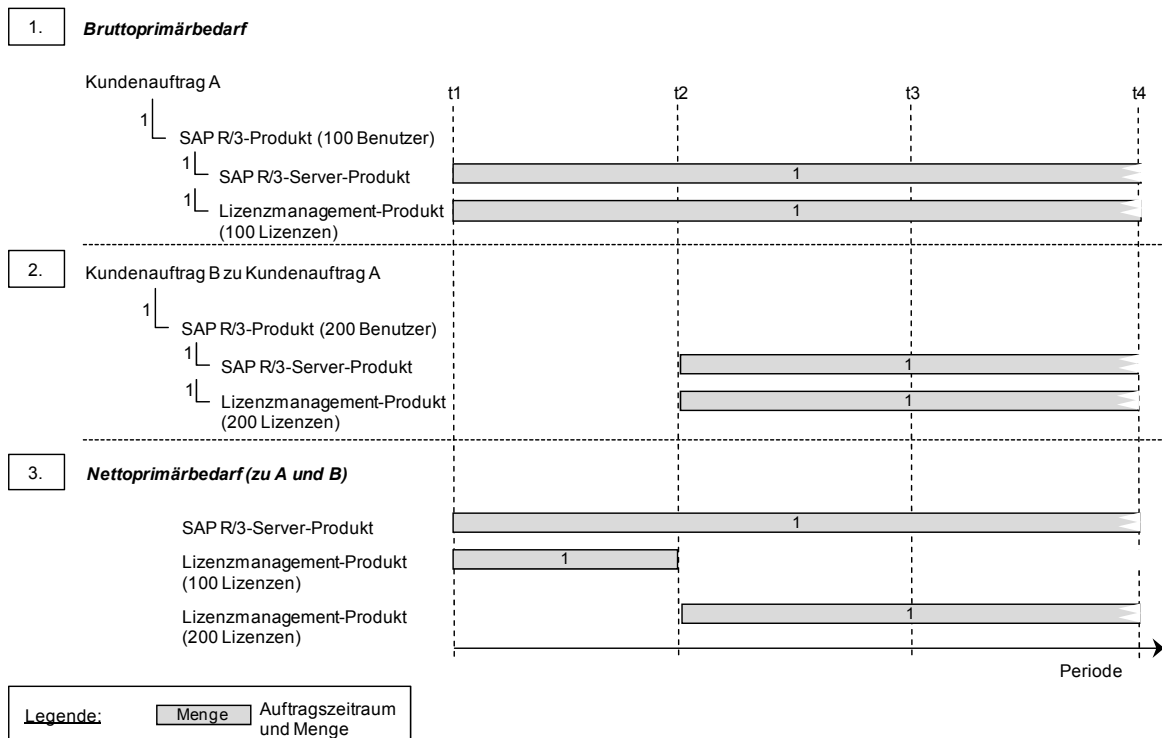 1. Bruttoprimärbedarf
Kundenauftrag A
t1 t2 t3 t4
1
SAP R/3-Produkt (100 Benutzer)
1
SAP R/3-Server-Produkt
1
1
Lizenzmanagement-Produkt
(100 Lizenzen)
1
2. Kundenauftrag B zu Kundenauftrag A
1
SAP R/3-Produkt (200 Benutzer)
1
SAP R/3-Server-Produkt
1
1
Lizenzmanagement-Produkt
(200 Lizenzen)
1
3. Nettoprimärbedarf (zu A und B)
SAP R/3-Server-Produkt
1
Lizenzmanagement-Produkt
(100 Lizenzen)
1
Lizenzmanagement-Produkt
(200 Lizenzen)
1
Periode
Legende:
Menge
Auftragszeitraum
und Menge